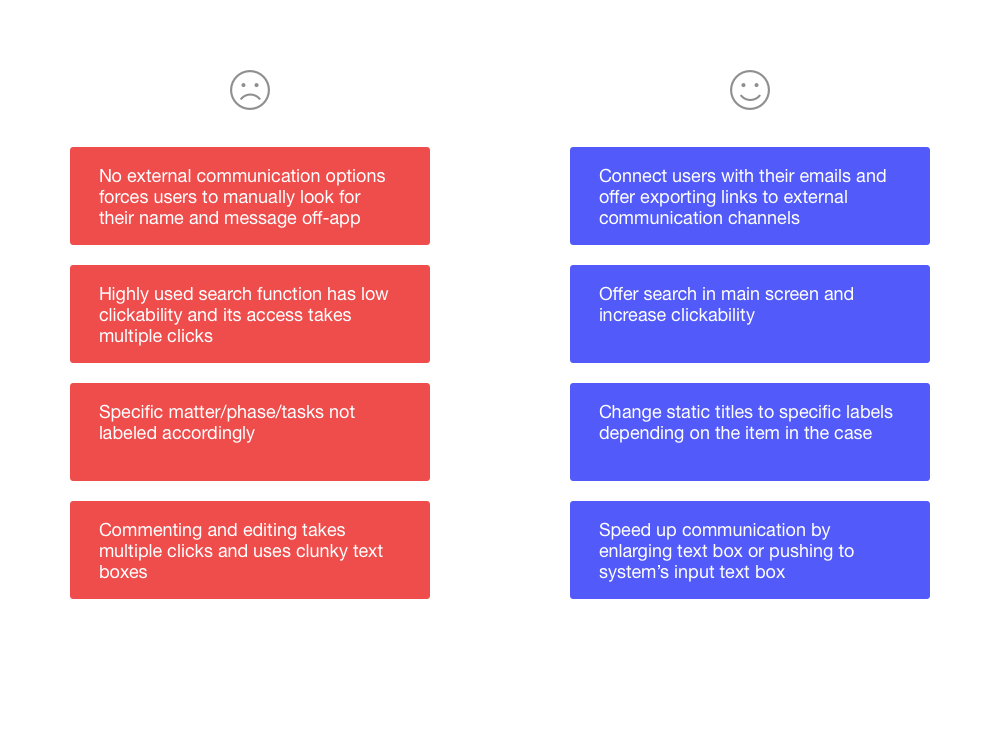 No external communication options
forces users to manually look for
their name and message off-app
Highly used search function has low
clickability and its access takes
multiple clicks
Specific matter/phase/tasks not
labeled accordingly
Commenting and editing takes
multiple clicks and uses clunky text
boxes
Connect users with their emails and
offer exporting links to external
communication channels
Offer search in main screen and
increase clickability
Change static titles to specific labels
depending on the item in the case
Speed up communication by
enlarging text box or pushing to
system’s input text box